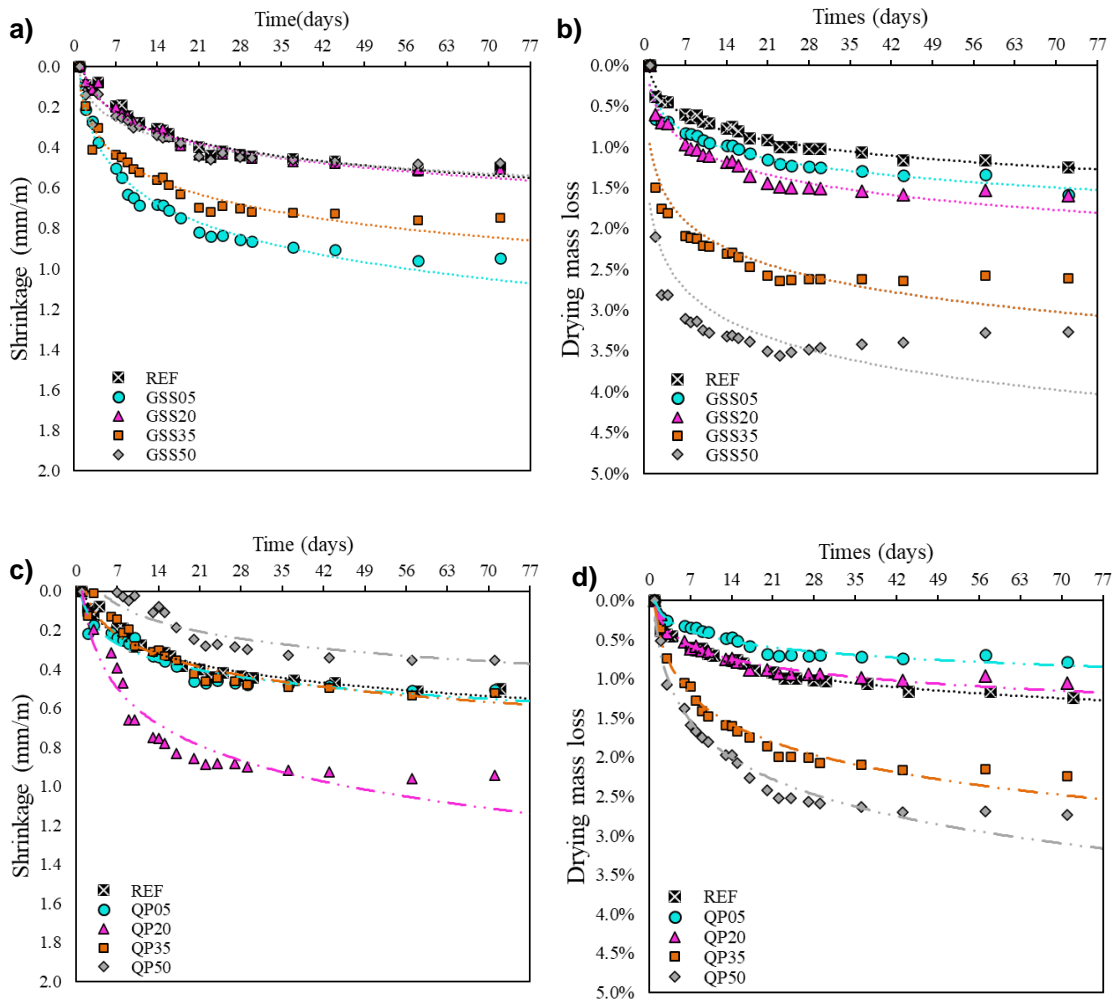 a)
Time(days)
0 7 14 21 28 35 42 49 56 63 70 77
Shrinkage (mm/m)
0.0
0.2
0.4
0.6
0.8
1.0
1.2
1.4
1.6
1.8
2.0
REF
GSS05
GSS20
GSS35
GSS50
b)
Times (days)
0 7 14 21 28 35 42 49 56 63 70 77
Drying mass loss
0.0%
0.5%
1.0%
1.5%
2.0%
2.5%
3.0%
3.5%
4.0%
4.5%
5.0%
REF
GSS05
GSS20
GSS35
GSS50
c)
Time (days)
0 7 14 21 28 35 42 49 56 63 70 77
Shrinkage (mm/m)
0.0
0.2
0.4
0.6
0.8
1.0
1.2
1.4
1.6
1.8
2.0
REF
QP05
QP20
QP35
QP50
d)
Times (days)
0 7 14 21 28 35 42 49 56 63 70 77
Drying mass loss
0.0%
0.5%
1.0%
1.5%
2.0%
2.5%
3.0%
3.5%
4.0%
4.5%
5.0%
REF
QP05
QP20
QP35
QP50